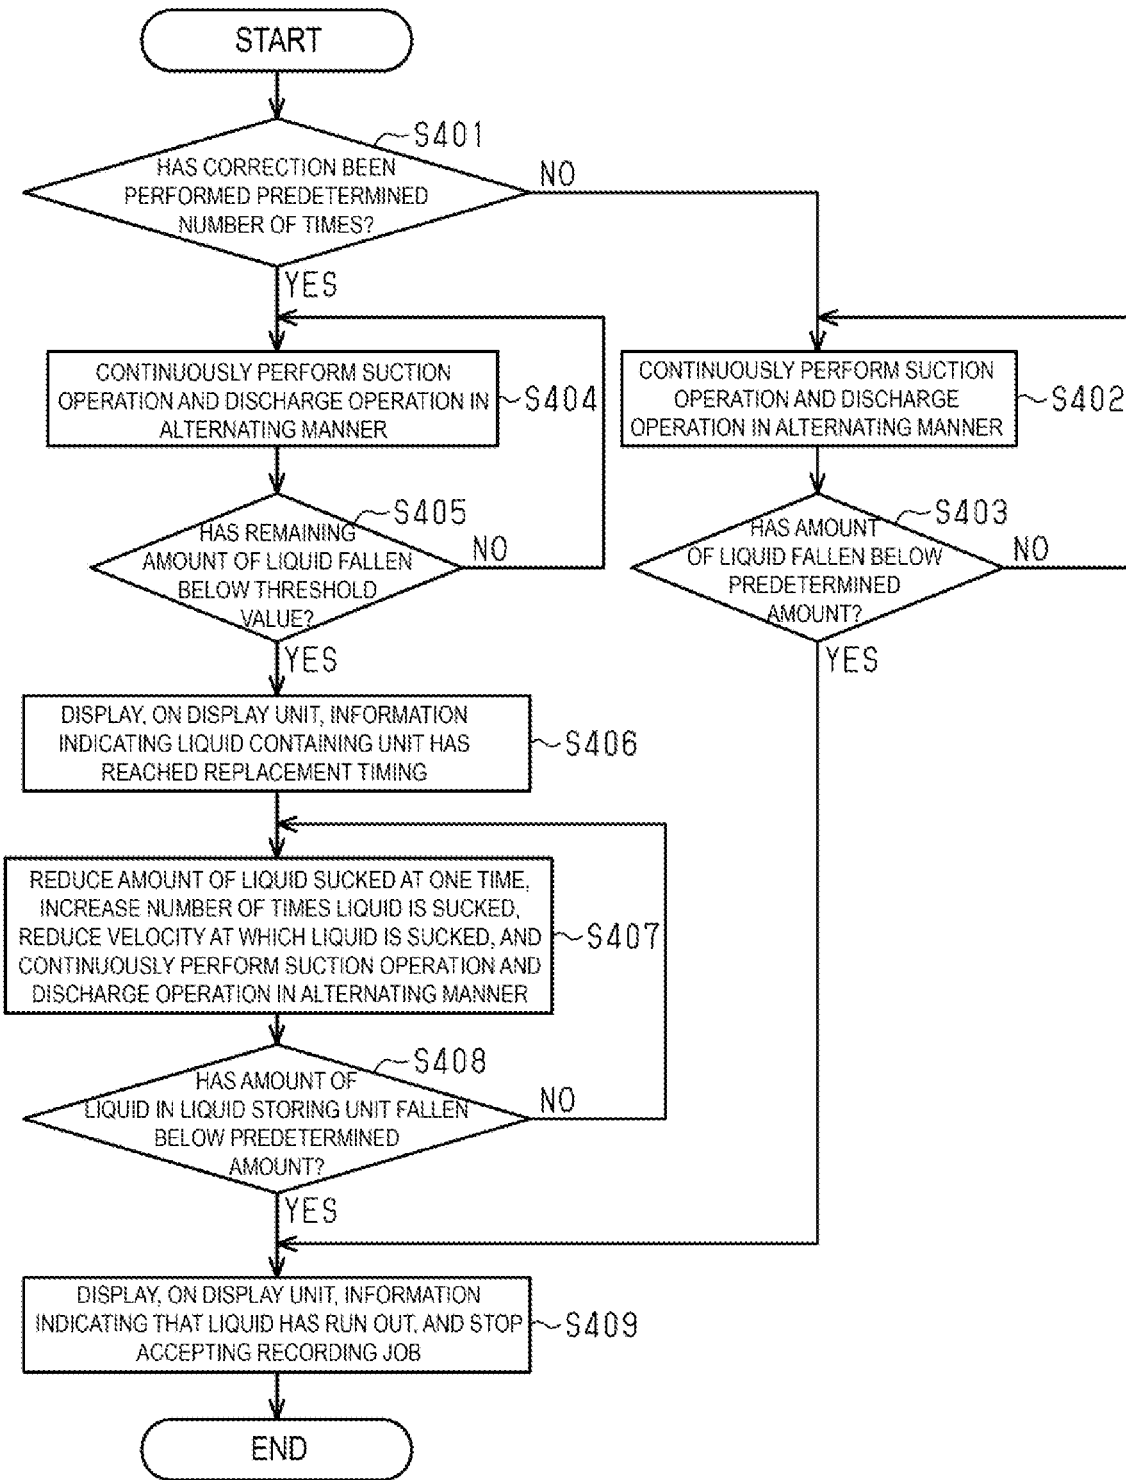 START
S401
HAS CORRECTION BEEN
PERFORMED PREDETERMINED
NUMBER OF TIMES?
NO
YES
CONTINUOUSLY PERFORM SUCTION
OPERATION AND DISCHARGE OPERATION IN
ALTERNATING MANNER
S404
CONTINUOUSLY PERFORM SUCTION
OPERATION AND DISCHARGE
OPERATION IN ALTERNATING MANNER
S402
S405
HAS REMAINING
AMOUNT OF LIQUID FALLEN
BELOW THRESHOLD
VALUE?
NO
YES
S403
HAS AMOUNT
OF LIQUID FALLEN BELOW
PREDETERMINED
AMOUNT?
NO
YES
DISPLAY, ON DISPLAY UNIT, INFORMATION
INDICATING LIQUID CONTAINING UNIT HAS
REACHED REPLACEMENT TIMING
S406
REDUCE AMOUNT OF LIQUID SUCKED AT ONE TIME,
INCREASE NUMBER OF TIMES LIQUID IS SUCKED,
REDUCE VELOCITY AT WHICH LIQUID IS SUCKED, AND
CONTINUOUSLY PERFORM SUCTION OPERATION AND
DISCHARGE OPERATION IN ALTERNATING MANNER
S407
S408
HAS AMOUNT OF
LIQUID IN LIQUID STORING UNIT FALLEN
BELOW PREDETERMINED
AMOUNT?
NO
YES
DISPLAY, ON DISPLAY UNIT, INFORMATION
INDICATING THAT LIQUID HAS RUN OUT, AND STOP
ACCEPTING RECORDING JOB
S409
END